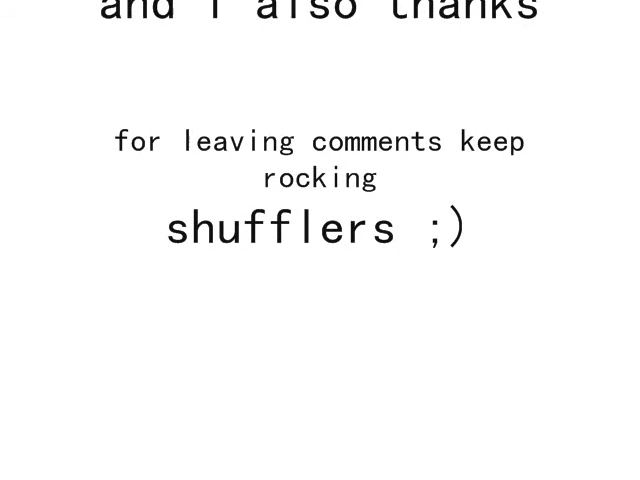 and i also thanks
for leaving comments keep
rocking
shufflers ;)